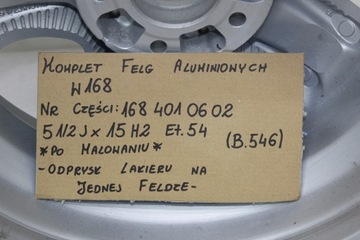 KOMPLET FELG ALUMINIONYCH
W168
NR CZĘŚCI: 168 401 06 02
5 1/2 J x 15 H2 Et. 54 (B.546)
*PO MALOWANIU*
-ODPRYSK LAKIERU NA
JEDNEJ FELDZE-